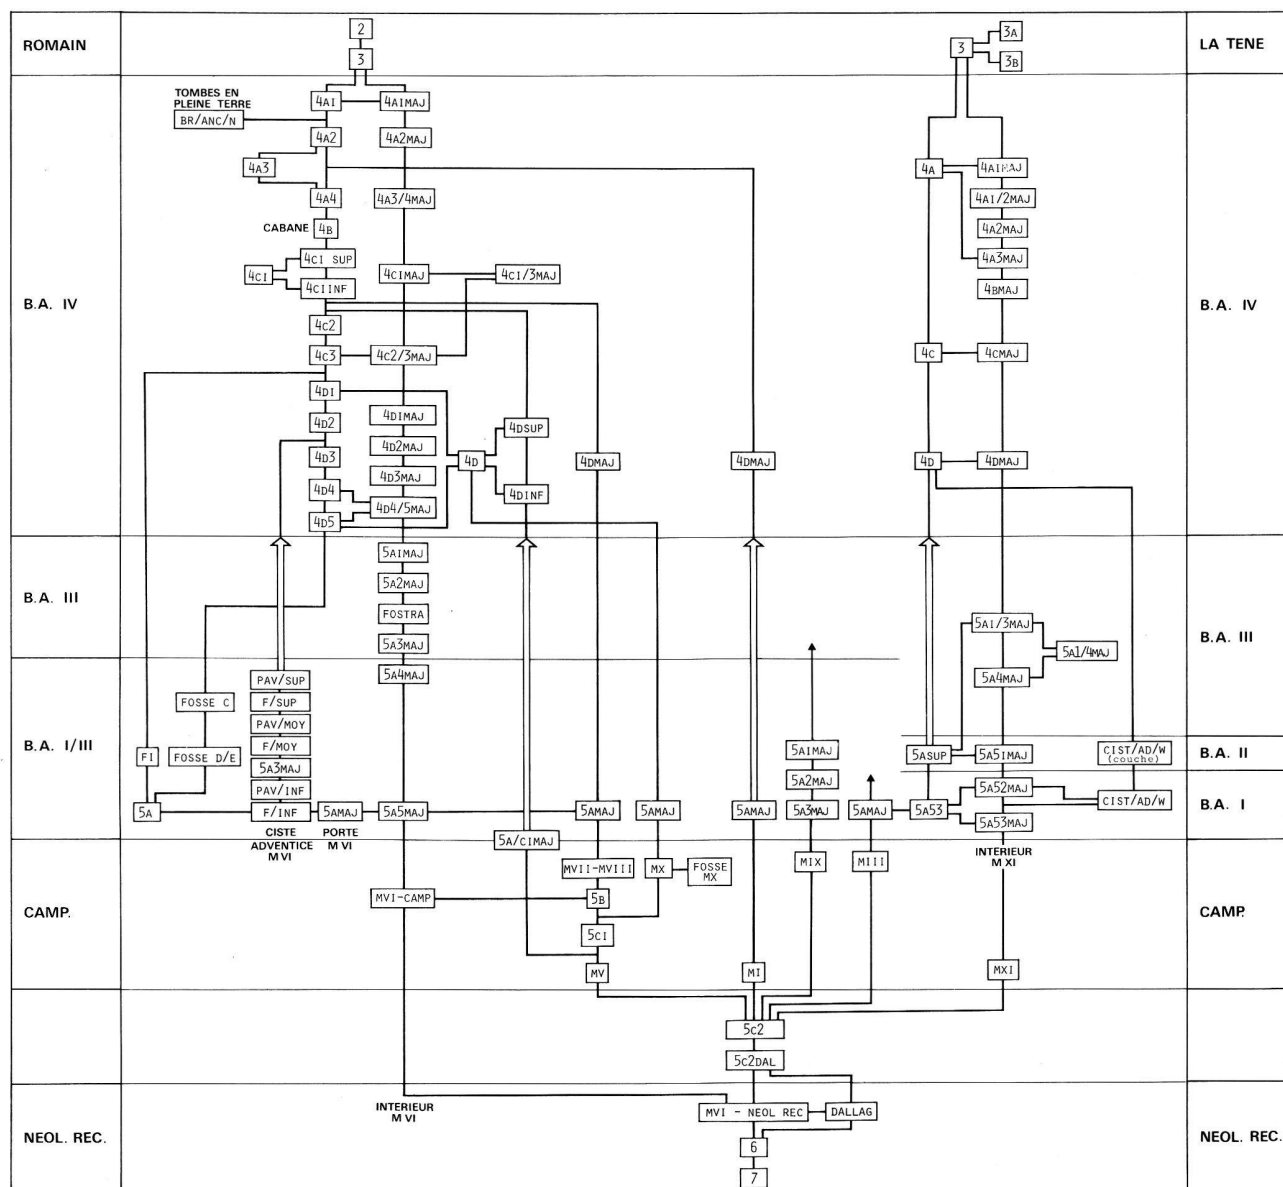 ROMAIN
2
3
3
3A
3B
LA TENE
TOMBES EN
PLEINE TERRE
BR/ANC/N
4AI
4AIMAJ
4A2
4A2MAJ
4A3
4A4
4A3/4MAJ
CABANE
4B
4CI SUP
4CI
4CIINF
4CIMAJ
4CI/3MAJ
B.A. IV
4C2
4C3
4C2/3MAJ
4DI
4D2
4D3
4D4
4D5
4DIMAJ
4D2MAJ
4D3MAJ
4D4/5MAJ
4D
4DSUP
4DINF
4DMAJ
4DMAJ
4A
4AIMAJ
4AI/2MAJ
4A2MAJ
4A3MAJ
4BMAJ
4C
4CMAJ
4D
4DMAJ
B.A. IV
B.A. III
5AIMAJ
5A2MAJ
FOSTRA
5A3MAJ
5A4MAJ
5AI/3MAJ
5A1/4MAJ
5A4MAJ
B.A. III
B.A. I/III
FOSSE C
FI
FOSSE D/E
5A
PAV/SUP
F/SUP
PAV/MOY
F/MOY
5A3MAJ
PAV/INF
F/INF
CISTE
ADVENTICE
M VI
5AMAJ
PORTE
M VI
5A5MAJ
5A/CIMAJ
5AMAJ
5AMAJ
5AMAJ
5AIMAJ
5A2MAJ
5A3MAJ
5AMAJ
5ASUP
5A5IMAJ
CIST/AD/W
(couche)
B.A. II
5A53
5A52MAJ
5A53MAJ
CIST/AD/W
B.A. I
INTERIEUR
M XI
CAMP.
MVI-CAMP
MVII-MVIII
MX
FOSSE
MX
5B
5CI
MV
MI
MIX
MIII
MXI
CAMP.
5C2
5C2DAL
NEOL. REC.
INTERIEUR
M VI
MVI - NEOL REC
DALLAG
6
7
NEOL. REC.